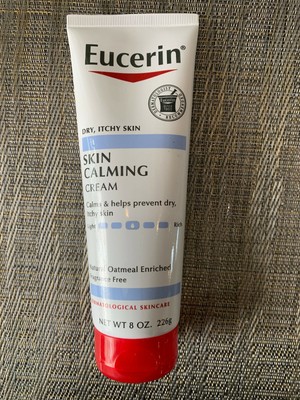 Eucerin®
DRY, ITCHY SKIN
SKIN
CALMING
CREAM
Calms & helps prevent dry,
itchy skin
Light Rich
Natural Oatmeal Enriched
Fragrance Free
DERMATOLOGICAL SKINCARE
NET WT 8 OZ. 226g